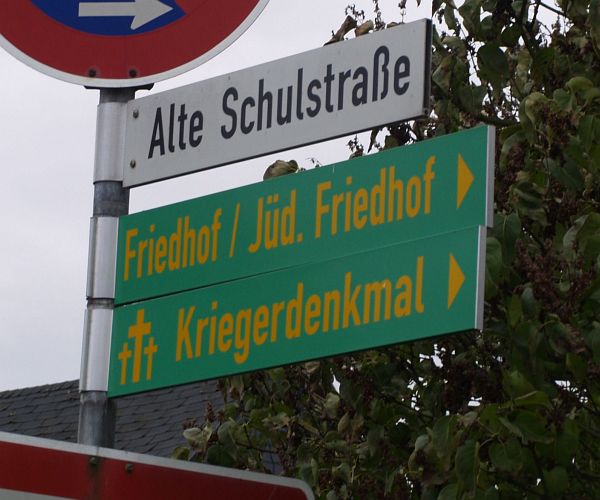 Alte Schulstraße
Friedhof / Jüd. Friedhof
Kriegerdenkmal